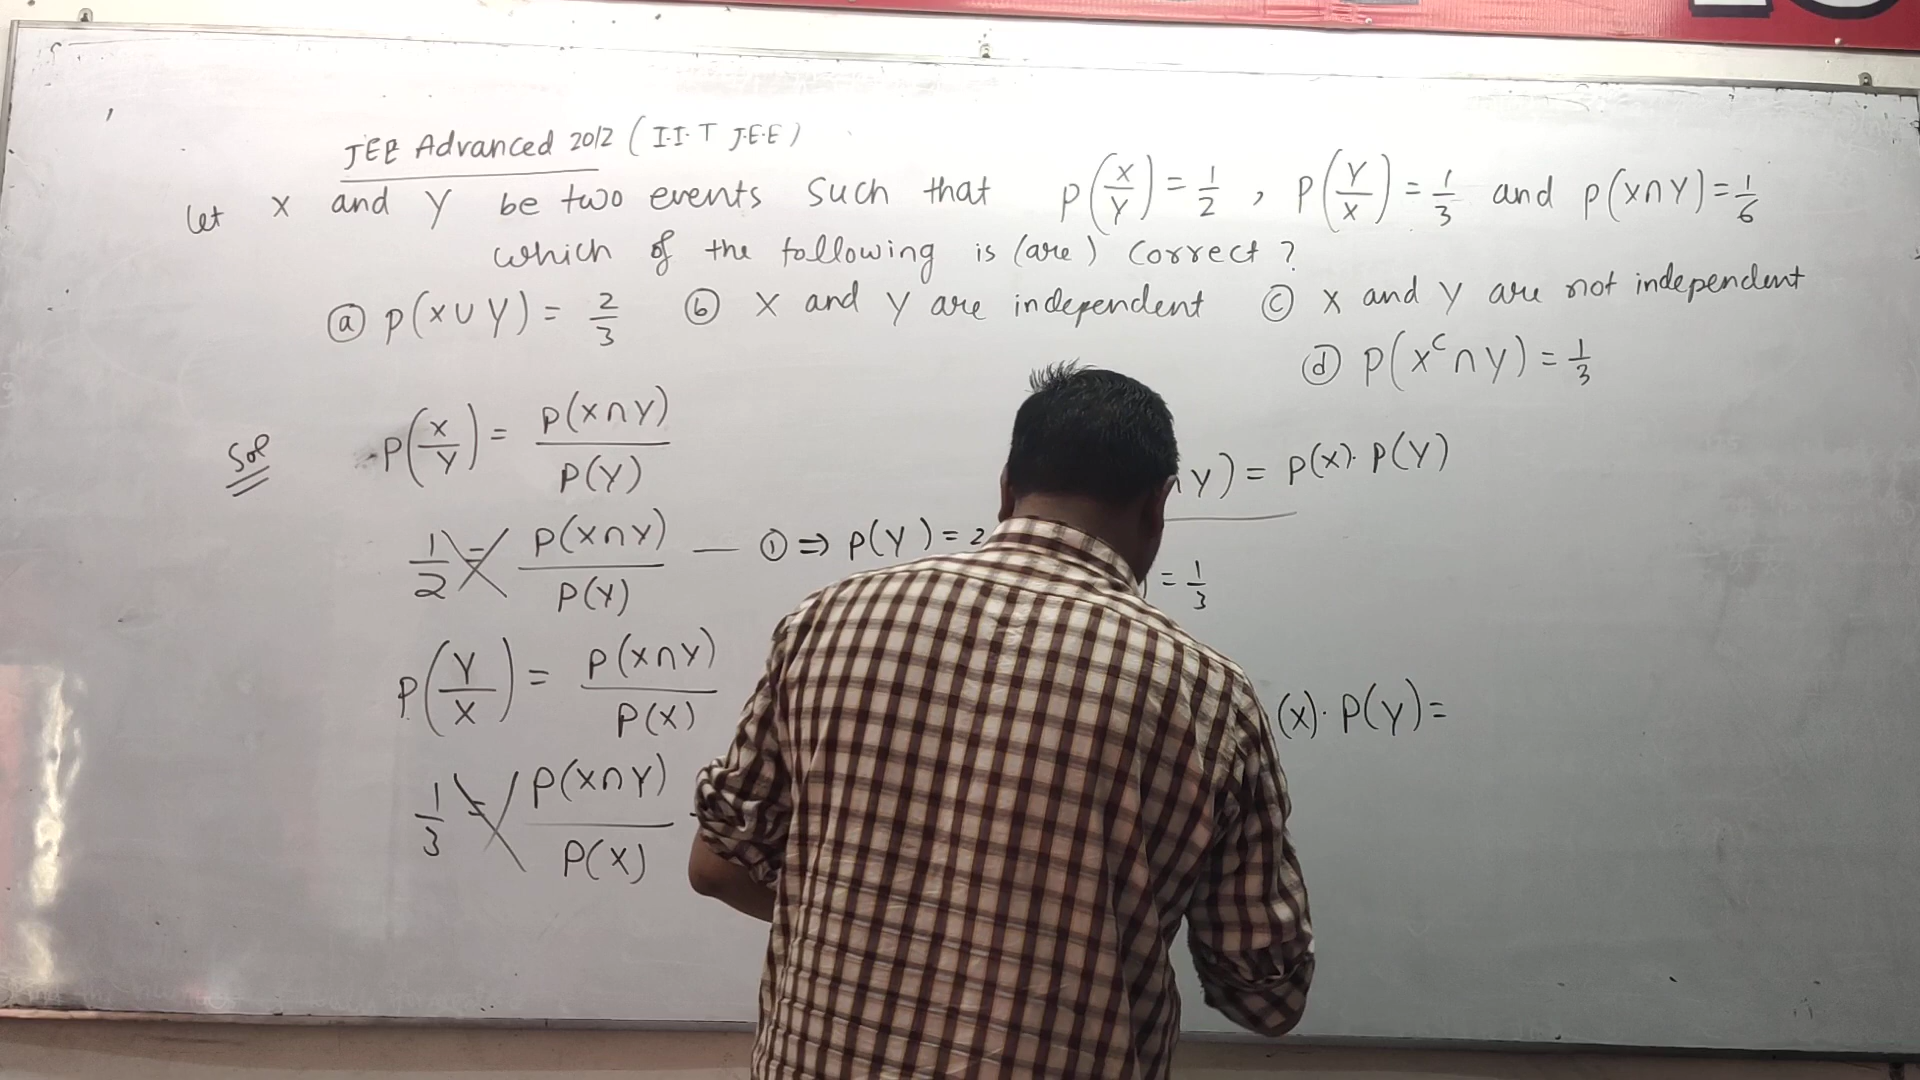 JEE Advanced 2012 (I.I.T J.E.E)
Let X and Y be two events such that P(X/Y) = 1/2 , P(Y/X) = 1/3 and P(X∩Y) = 1/6
which of the following is (are) correct ?
(a) P(X∪Y) = 2/3 (b) X and Y are independent (c) X and Y are not independent
(d) P(X^c∩Y) = 1/3
Sol P(X/Y) = P(X∩Y)/P(Y)
Y) = P(X)· P(Y)
1/2 = P(X∩Y)/P(Y) — ① ⇒ P(Y) = 2
= 1/3
P(Y/X) = P(X∩Y)/P(X)
(X)· P(Y) =
1/3 = P(X∩Y)/P(X)